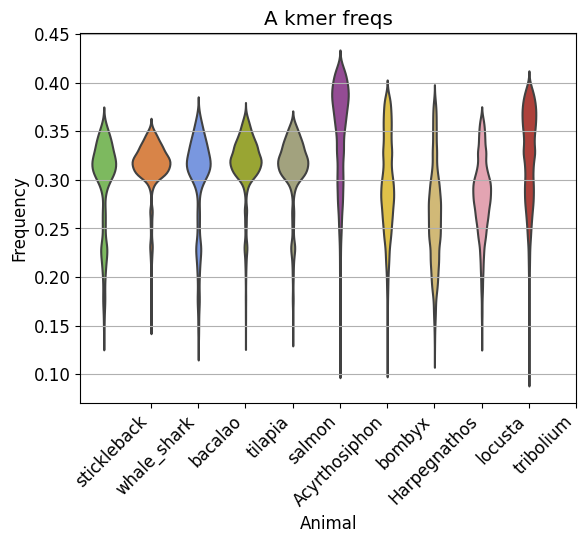 A kmer freqs
Frequency
0.45
0.40
0.35
0.30
0.25
0.20
0.15
0.10
stickleback
whale_shark
bacalao
tilapia
salmon
Acyrthosiphon
bombyx
Harpegnathos
locusta
tribolium
Animal